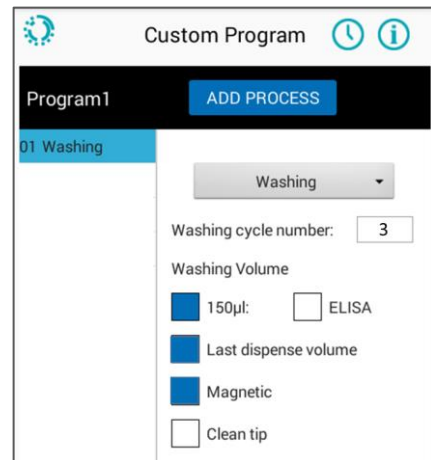 Custom Program
Program1 ADD PROCESS
01 Washing
Washing
Washing cycle number: 3
Washing Volume
150µl: ELISA
Last dispense volume
Magnetic
Clean tip